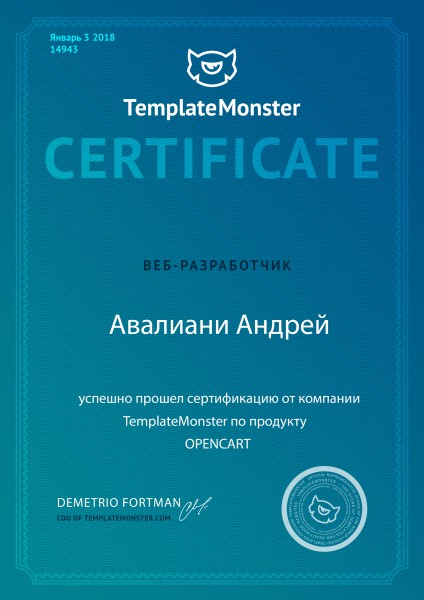 Январь 3 2018
14943
TemplateMonster
CERTIFICATE
ВЕБ-РАЗРАБОТЧИК
Авалиани Андрей
успешно прошел сертификацию от компании
TemplateMonster по продукту
OPENCART
DEMETRIO FORTMAN
COO OF TEMPLATEMONSTER.COM